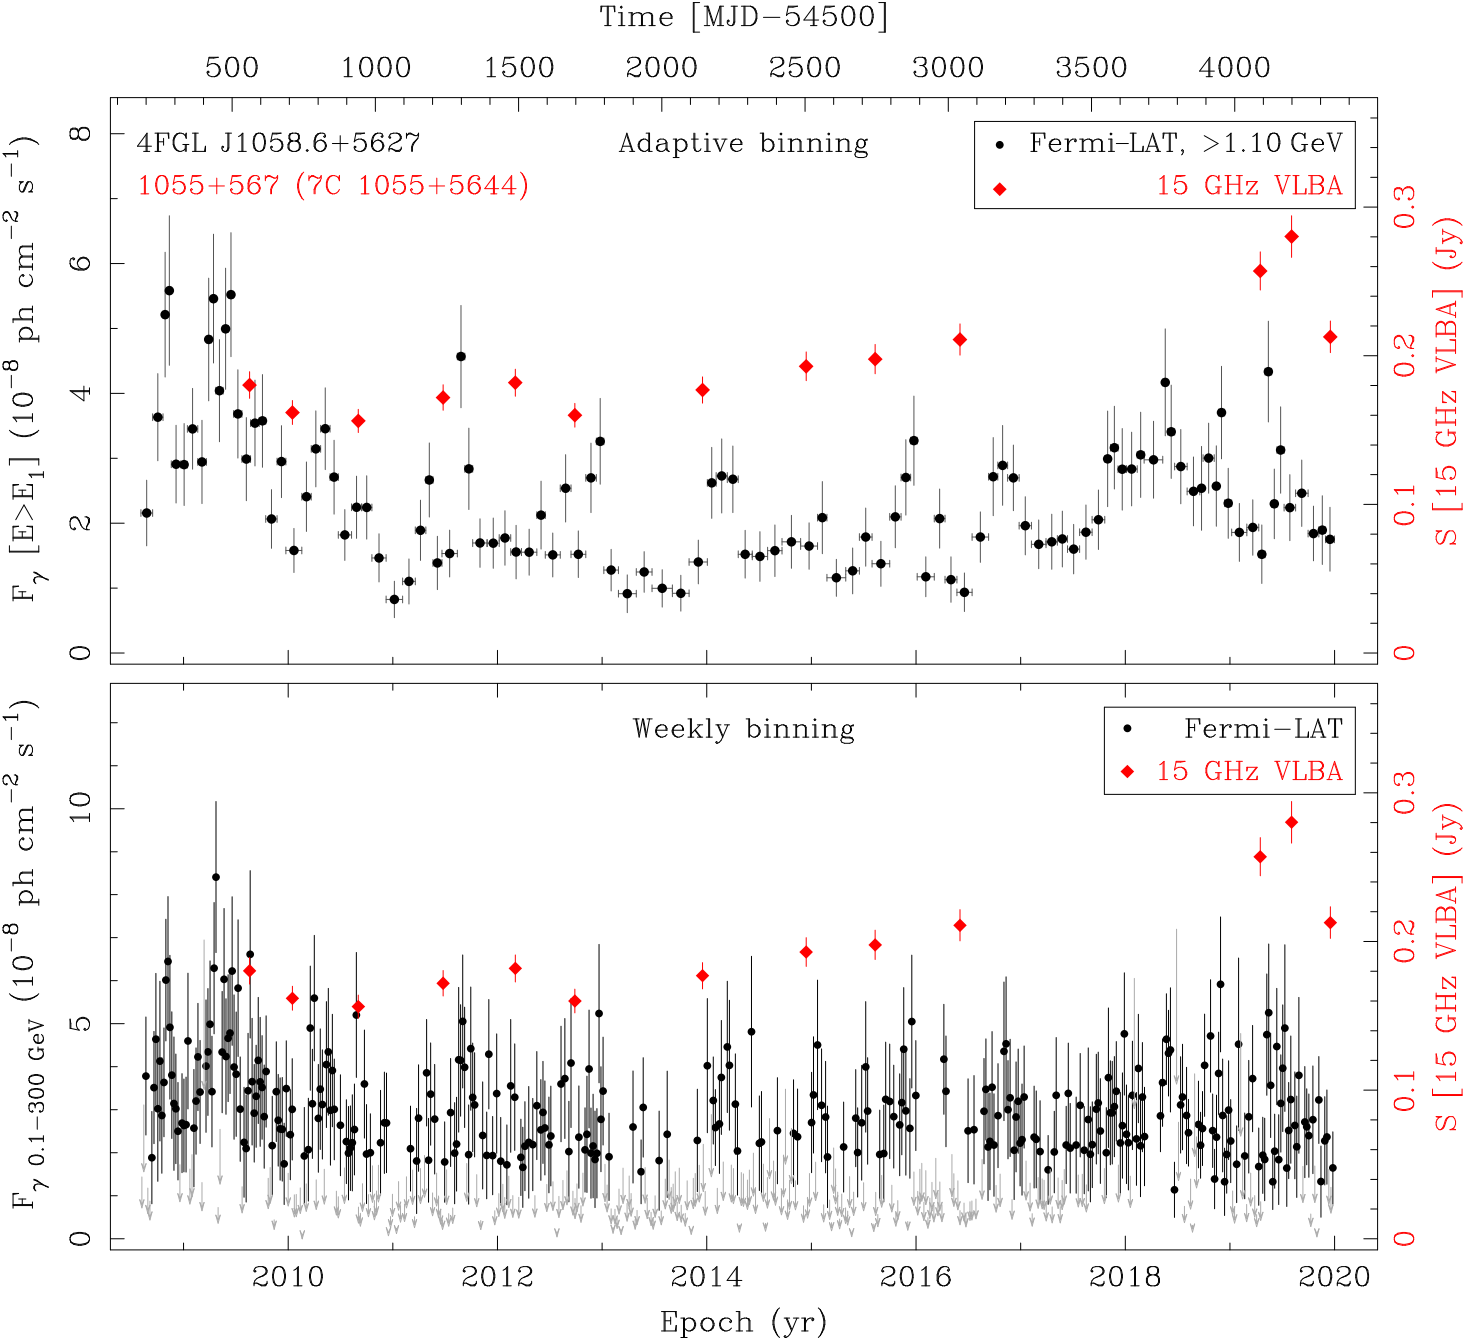 Time [MJD−54500]
500 1000 1500 2000 2500 3000 3500 4000
4FGL J1058.6+5627
1055+567 (7C 1055+5644)
Adaptive binning
Fermi−LAT, >1.10 GeV
15 GHz VLBA
F_γ [E>E_1] (10^−8 ph cm^−2 s^−1)
0 2 4 6 8
S [15 GHz VLBA] (Jy)
0 0.1 0.2 0.3
Weekly binning
Fermi−LAT
15 GHz VLBA
F_γ 0.1−300 GeV (10^−8 ph cm^−2 s^−1)
0 5 10
S [15 GHz VLBA] (Jy)
0 0.1 0.2 0.3
2010 2012 2014 2016 2018 2020
Epoch (yr)